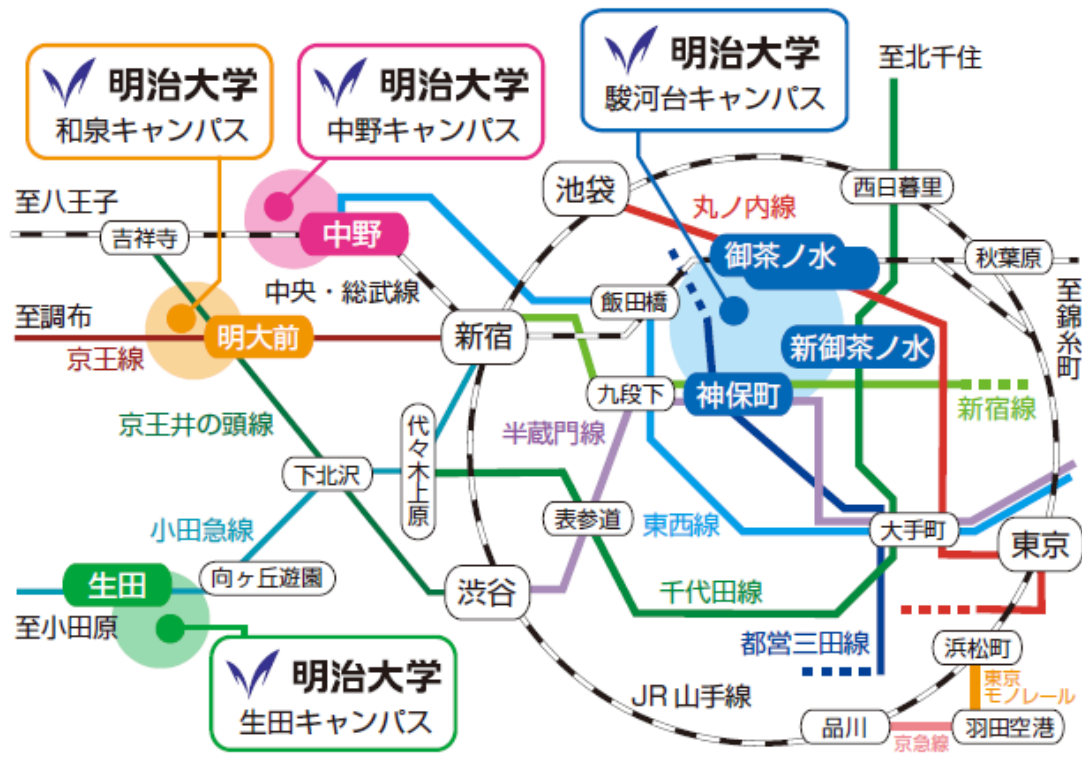 明治大学
和泉キャンパス
明治大学
中野キャンパス
明治大学
駿河台キャンパス
至北千住
池袋
西日暮里
至八王子
吉祥寺
中野
丸ノ内線
御茶ノ水
秋葉原
中央・総武線
飯田橋
至錦糸町
至調布
京王線
明大前
新宿
新御茶ノ水
九段下
神保町
新宿線
京王井の頭線
代々木上原
半蔵門線
下北沢
小田急線
表参道
東西線
大手町
東京
向ヶ丘遊園
生田
渋谷
千代田線
至小田原
都営三田線
浜松町
明治大学
生田キャンパス
JR山手線
東京
モノレール
品川
京急線
羽田空港